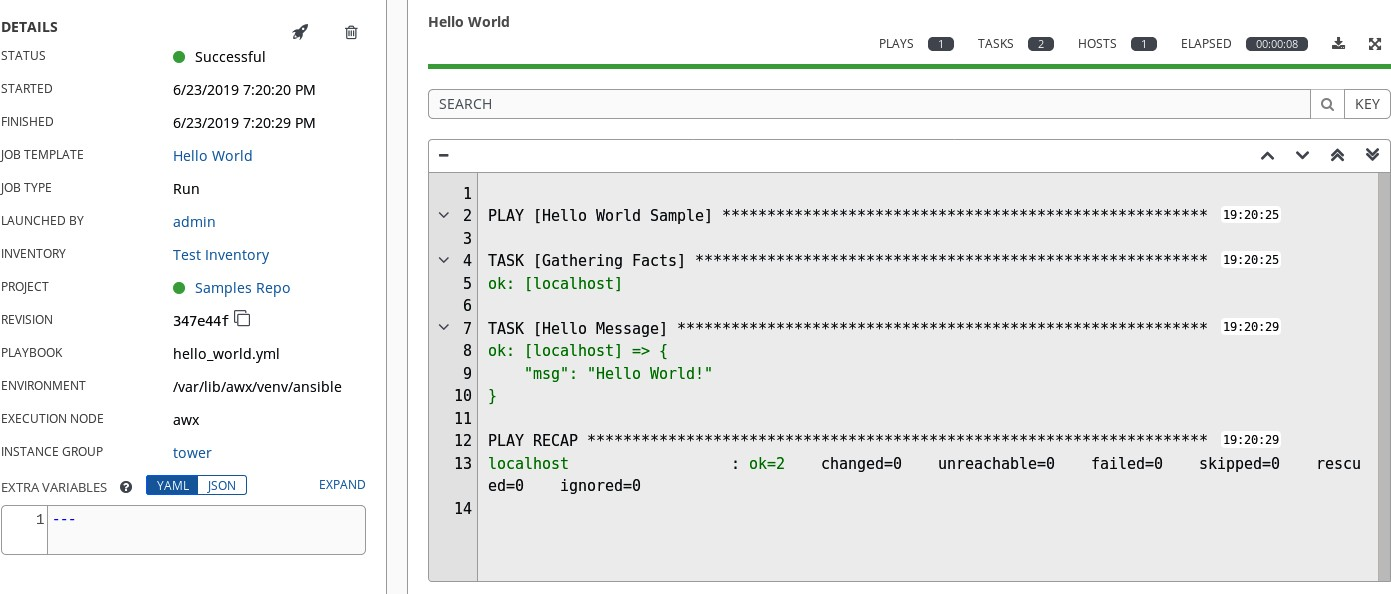 DETAILS
STATUS Successful
STARTED 6/23/2019 7:20:20 PM
FINISHED 6/23/2019 7:20:29 PM
JOB TEMPLATE Hello World
JOB TYPE Run
LAUNCHED BY admin
INVENTORY Test Inventory
PROJECT Samples Repo
REVISION 347e44f
PLAYBOOK hello_world.yml
ENVIRONMENT /var/lib/awx/venv/ansible
EXECUTION NODE awx
INSTANCE GROUP tower
EXTRA VARIABLES ? YAML JSON EXPAND
1 ---
Hello World
PLAYS 1 TASKS 2 HOSTS 1 ELAPSED 00:00:08
SEARCH KEY
1
2 PLAY [Hello World Sample] ****************************************************** 19:20:25
3
4 TASK [Gathering Facts] ********************************************************* 19:20:25
5 ok: [localhost]
6
7 TASK [Hello Message] *********************************************************** 19:20:29
8 ok: [localhost] => {
9 "msg": "Hello World!"
10 }
11
12 PLAY RECAP ********************************************************************* 19:20:29
13 localhost : ok=2 changed=0 unreachable=0 failed=0 skipped=0 rescu
ed=0 ignored=0
14